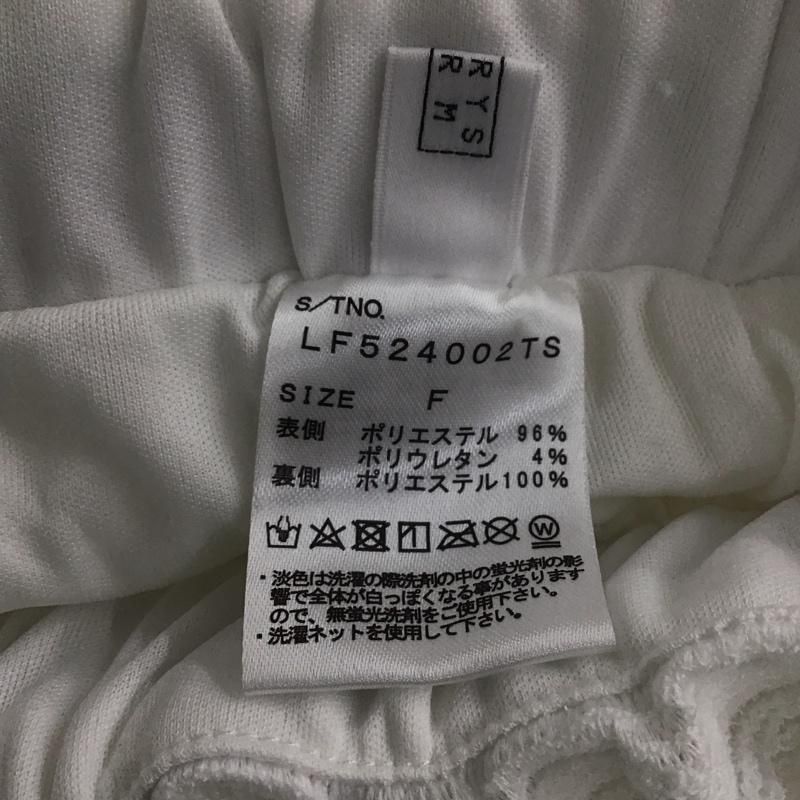 RYS
RM
S/TNO.
LF524002TS
SIZE F
表側 ポリエステル 96%
ポリウレタン 4%
裏側 ポリエステル100%
W
・淡色は洗濯の際洗剤の中の蛍光剤の影
響で全体が白っぽくなる事があります
ので、無蛍光洗剤をご使用下さい。
・洗濯ネットを使用して下さい。